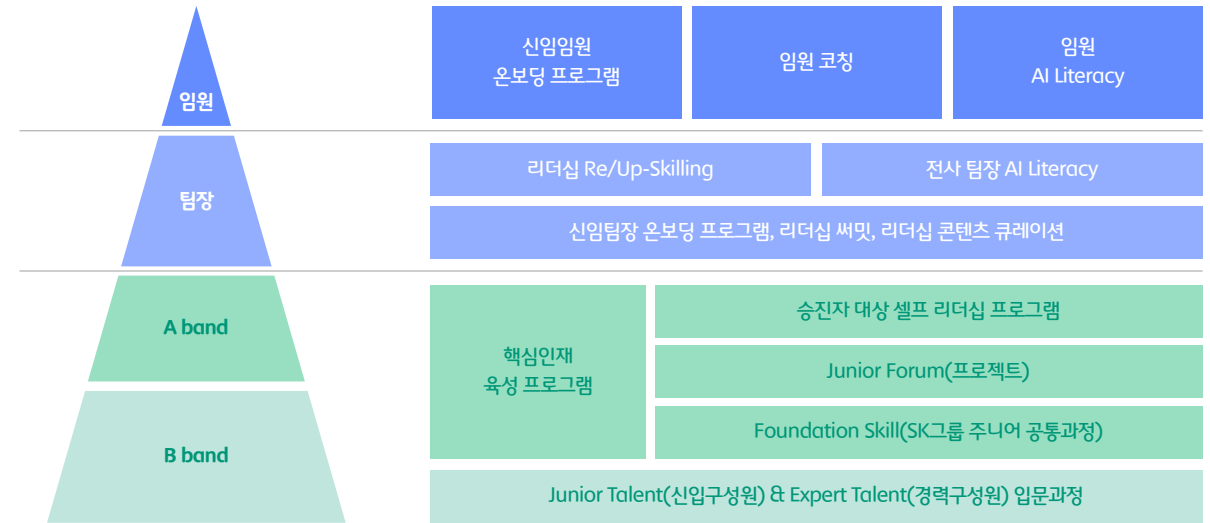 임원
신임임원
온보딩 프로그램
임원 코칭
임원
AI Literacy
팀장
리더십 Re/Up-Skilling
전사 팀장 AI Literacy
신임팀장 온보딩 프로그램, 리더십 써밋, 리더십 콘텐츠 큐레이션
A band
B band
핵심인재
육성 프로그램
승진자 대상 셀프 리더십 프로그램
Junior Forum(프로젝트)
Foundation Skill(SK그룹 주니어 공통과정)
Junior Talent(신입구성원) & Expert Talent(경력구성원) 입문과정